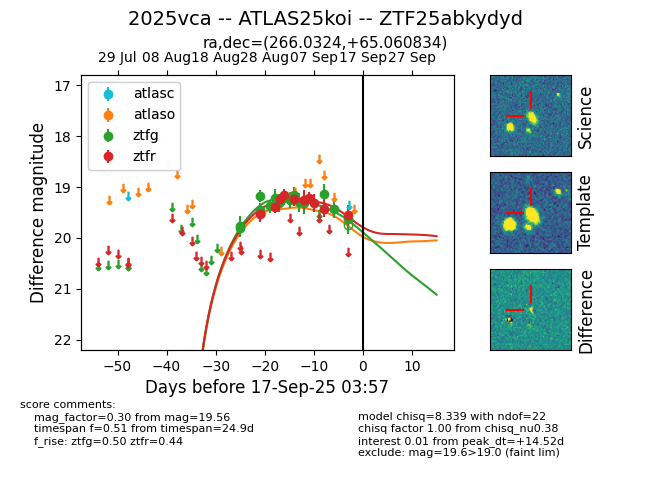 2025vca -- ATLAS25koi -- ZTF25abkydyd
ra,dec=(266.0324,+65.060834)
29 Jul 08 Aug 18 Aug 28 Aug 07 Sep 17 Sep 27 Sep
atlasc
atlaso
ztfg
ztfr
17
18
19
20
21
22
Difference magnitude
−50 −40 −30 −20 −10 0 10
Days before 17-Sep-25 03:57
Science
Template
Difference
score comments:
mag_factor=0.30 from mag=19.56
timespan f=0.51 from timespan=24.9d
f_rise: ztfg=0.50 ztfr=0.44
model chisq=8.339 with ndof=22
chisq factor 1.00 from chisq_nu0.38
interest 0.01 from peak_dt=+14.52d
exclude: mag=19.6>19.0 (faint lim)